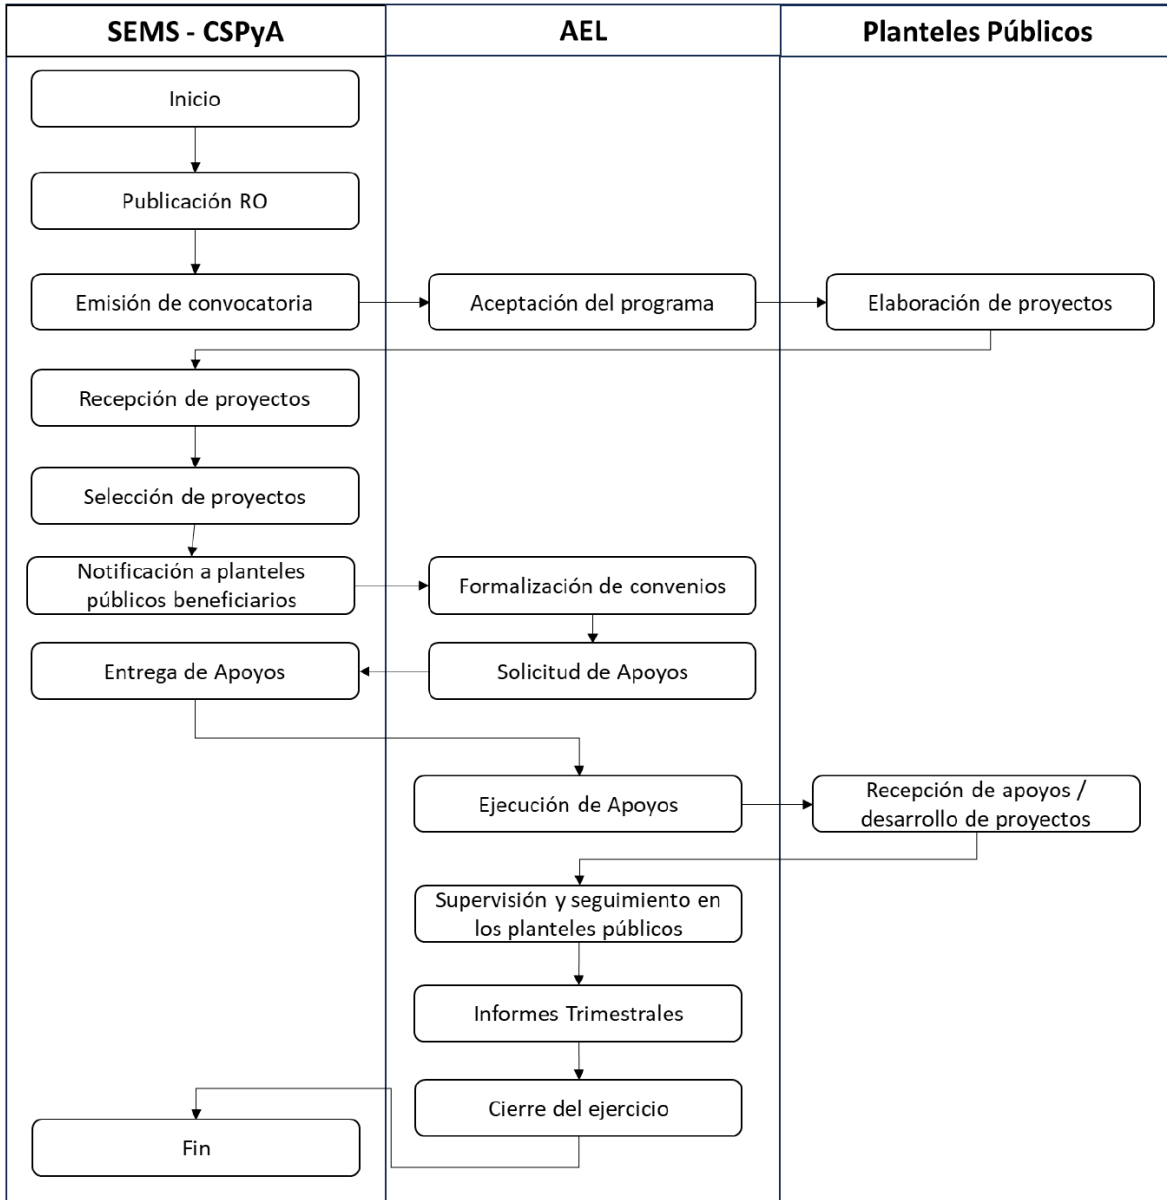 SEMS - CSPyA
AEL
Planteles Públicos
Inicio
Publicación RO
Emisión de convocatoria
Aceptación del programa
Elaboración de proyectos
Recepción de proyectos
Selección de proyectos
Notificación a planteles
públicos beneficiarios
Formalización de convenios
Entrega de Apoyos
Solicitud de Apoyos
Ejecución de Apoyos
Recepción de apoyos /
desarrollo de proyectos
Supervisión y seguimiento en
los planteles públicos
Informes Trimestrales
Cierre del ejercicio
Fin